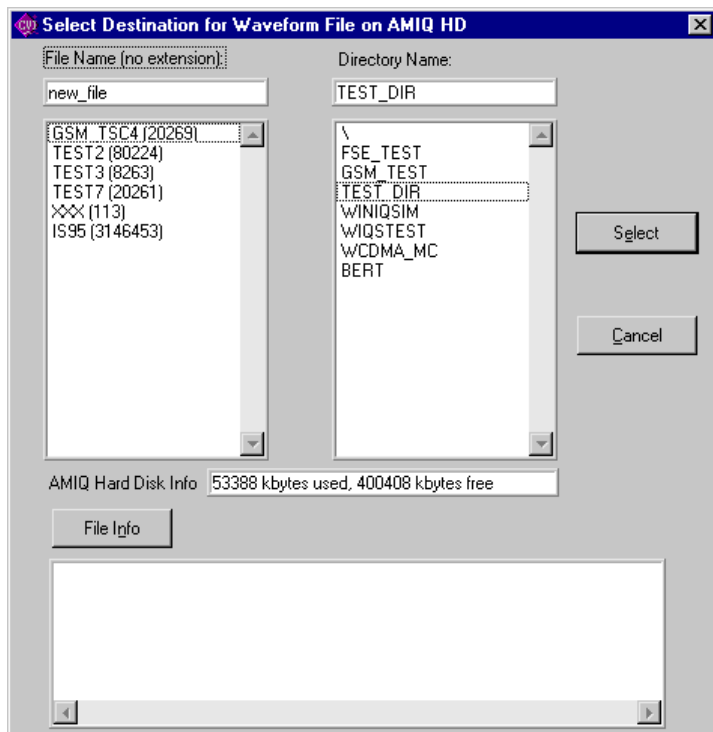 CVI Select Destination for Waveform File on AMIQ HD
File Name (no extension):
new_file
GSM_TSC4 (20269)
TEST2 (80224)
TEST3 (8263)
TEST7 (20261)
XXX (113)
IS95 (3146453)
Directory Name:
TEST_DIR
\
FSE_TEST
GSM_TEST
TEST_DIR
WINIQSIM
WIQSTEST
WCDMA_MC
BERT
Select
Cancel
AMIQ Hard Disk Info 53388 kbytes used, 400408 kbytes free
File Info